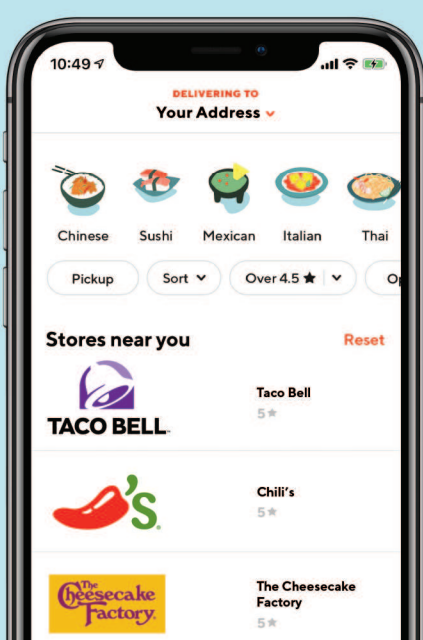 10:49
DELIVERING TO
Your Address
Chinese Sushi Mexican Italian Thai
Pickup Sort Over 4.5 ★
Stores near you Reset
TACO BELL
Taco Bell
5★
'S
Chili's
5★
The
Cheesecake
Factory
The Cheesecake
Factory
5★